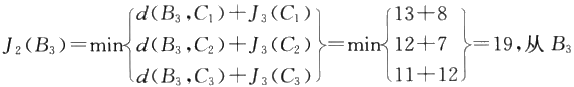 J₂(B₃)=min{d(B₃,C₁)+J₃(C₁) d(B₃,C₂)+J₃(C₂) d(B₃,C₃)+J₃(C₃)}=min{13+8 12+7 11+12}=19,从 B₃